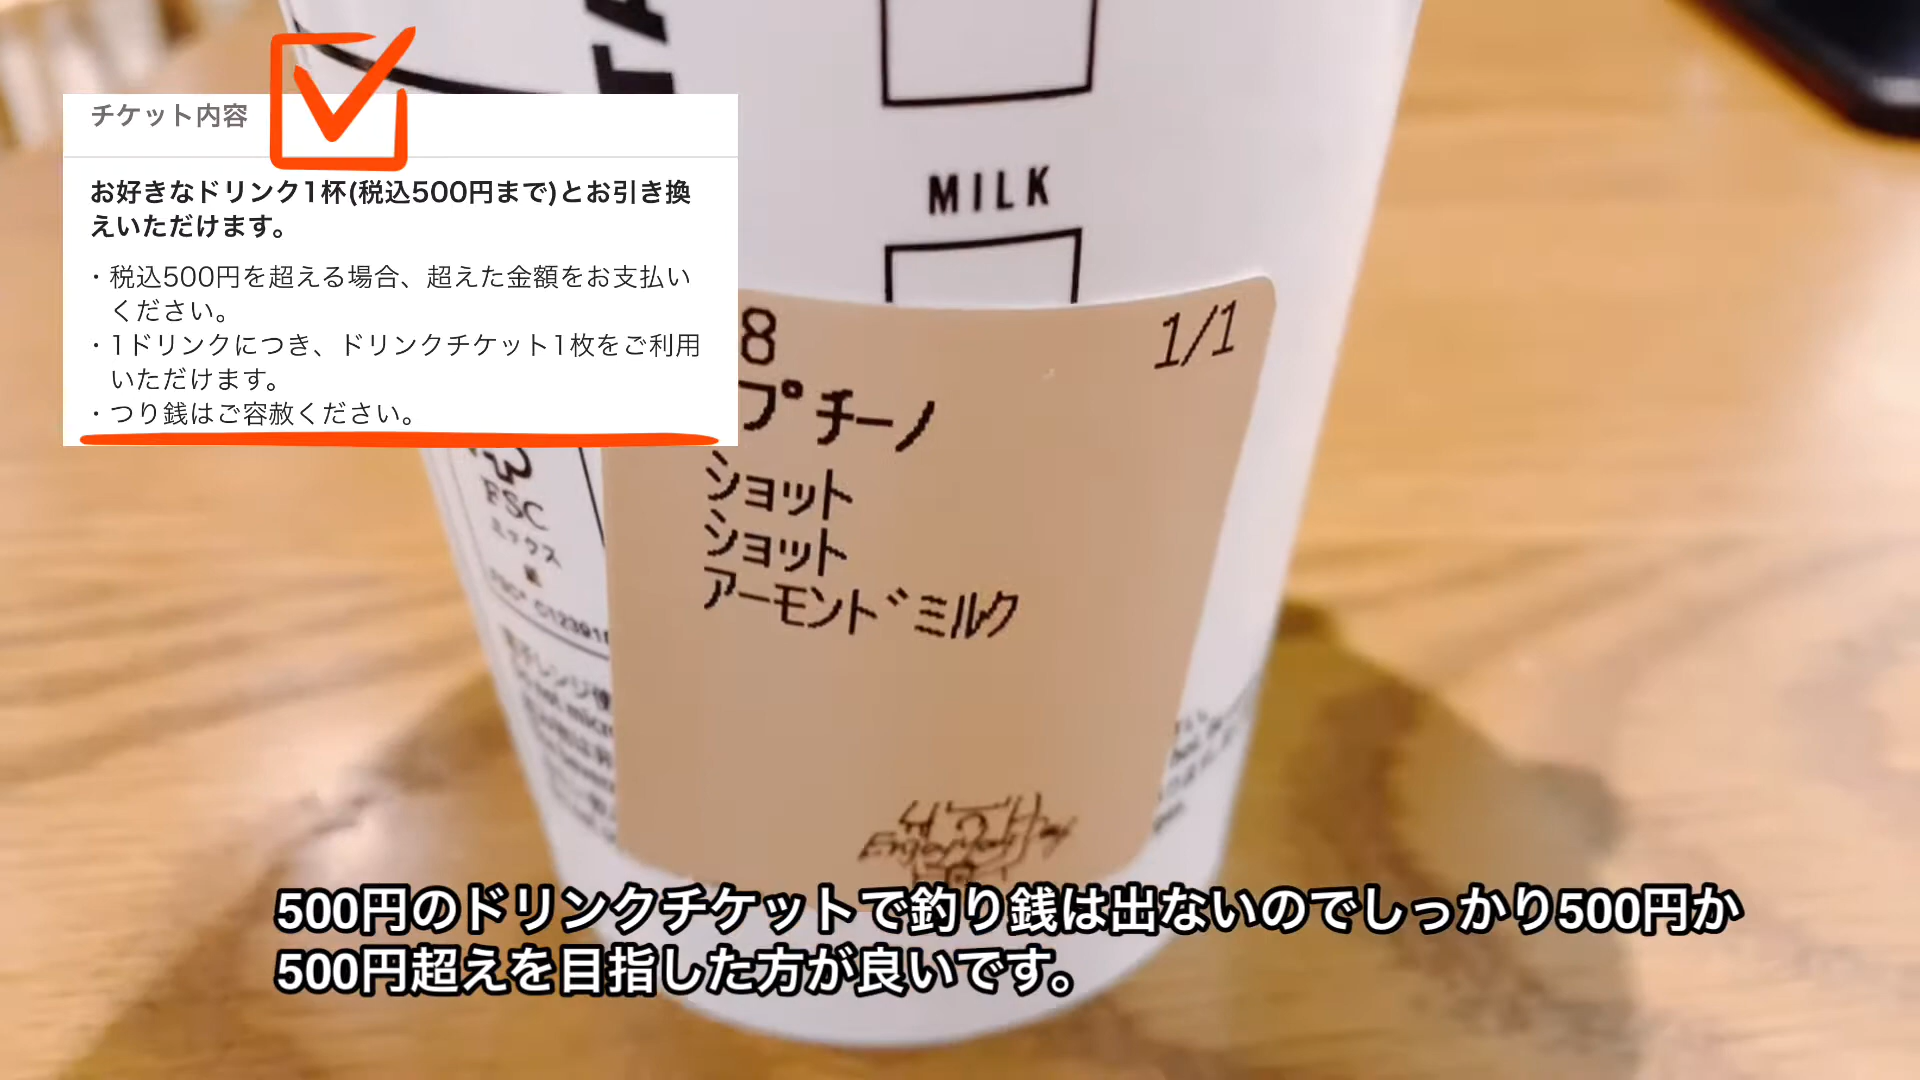 チケット内容
お好きなドリンク1杯(税込500円まで)とお引き換
えいただけます。
・税込500円を超える場合、超えた金額をお支払い
ください。
・1ドリンクにつき、ドリンクチケット1枚をご利用
いただけます。
・つり銭はご容赦ください。
TA
MILK
8
1/1
プチーノ
ショット
ショット
アーモンドミルク
FSC
ミックス
Enjoy
500円のドリンクチケットで釣り銭は出ないのでしっかり500円か
500円超えを目指した方が良いです。